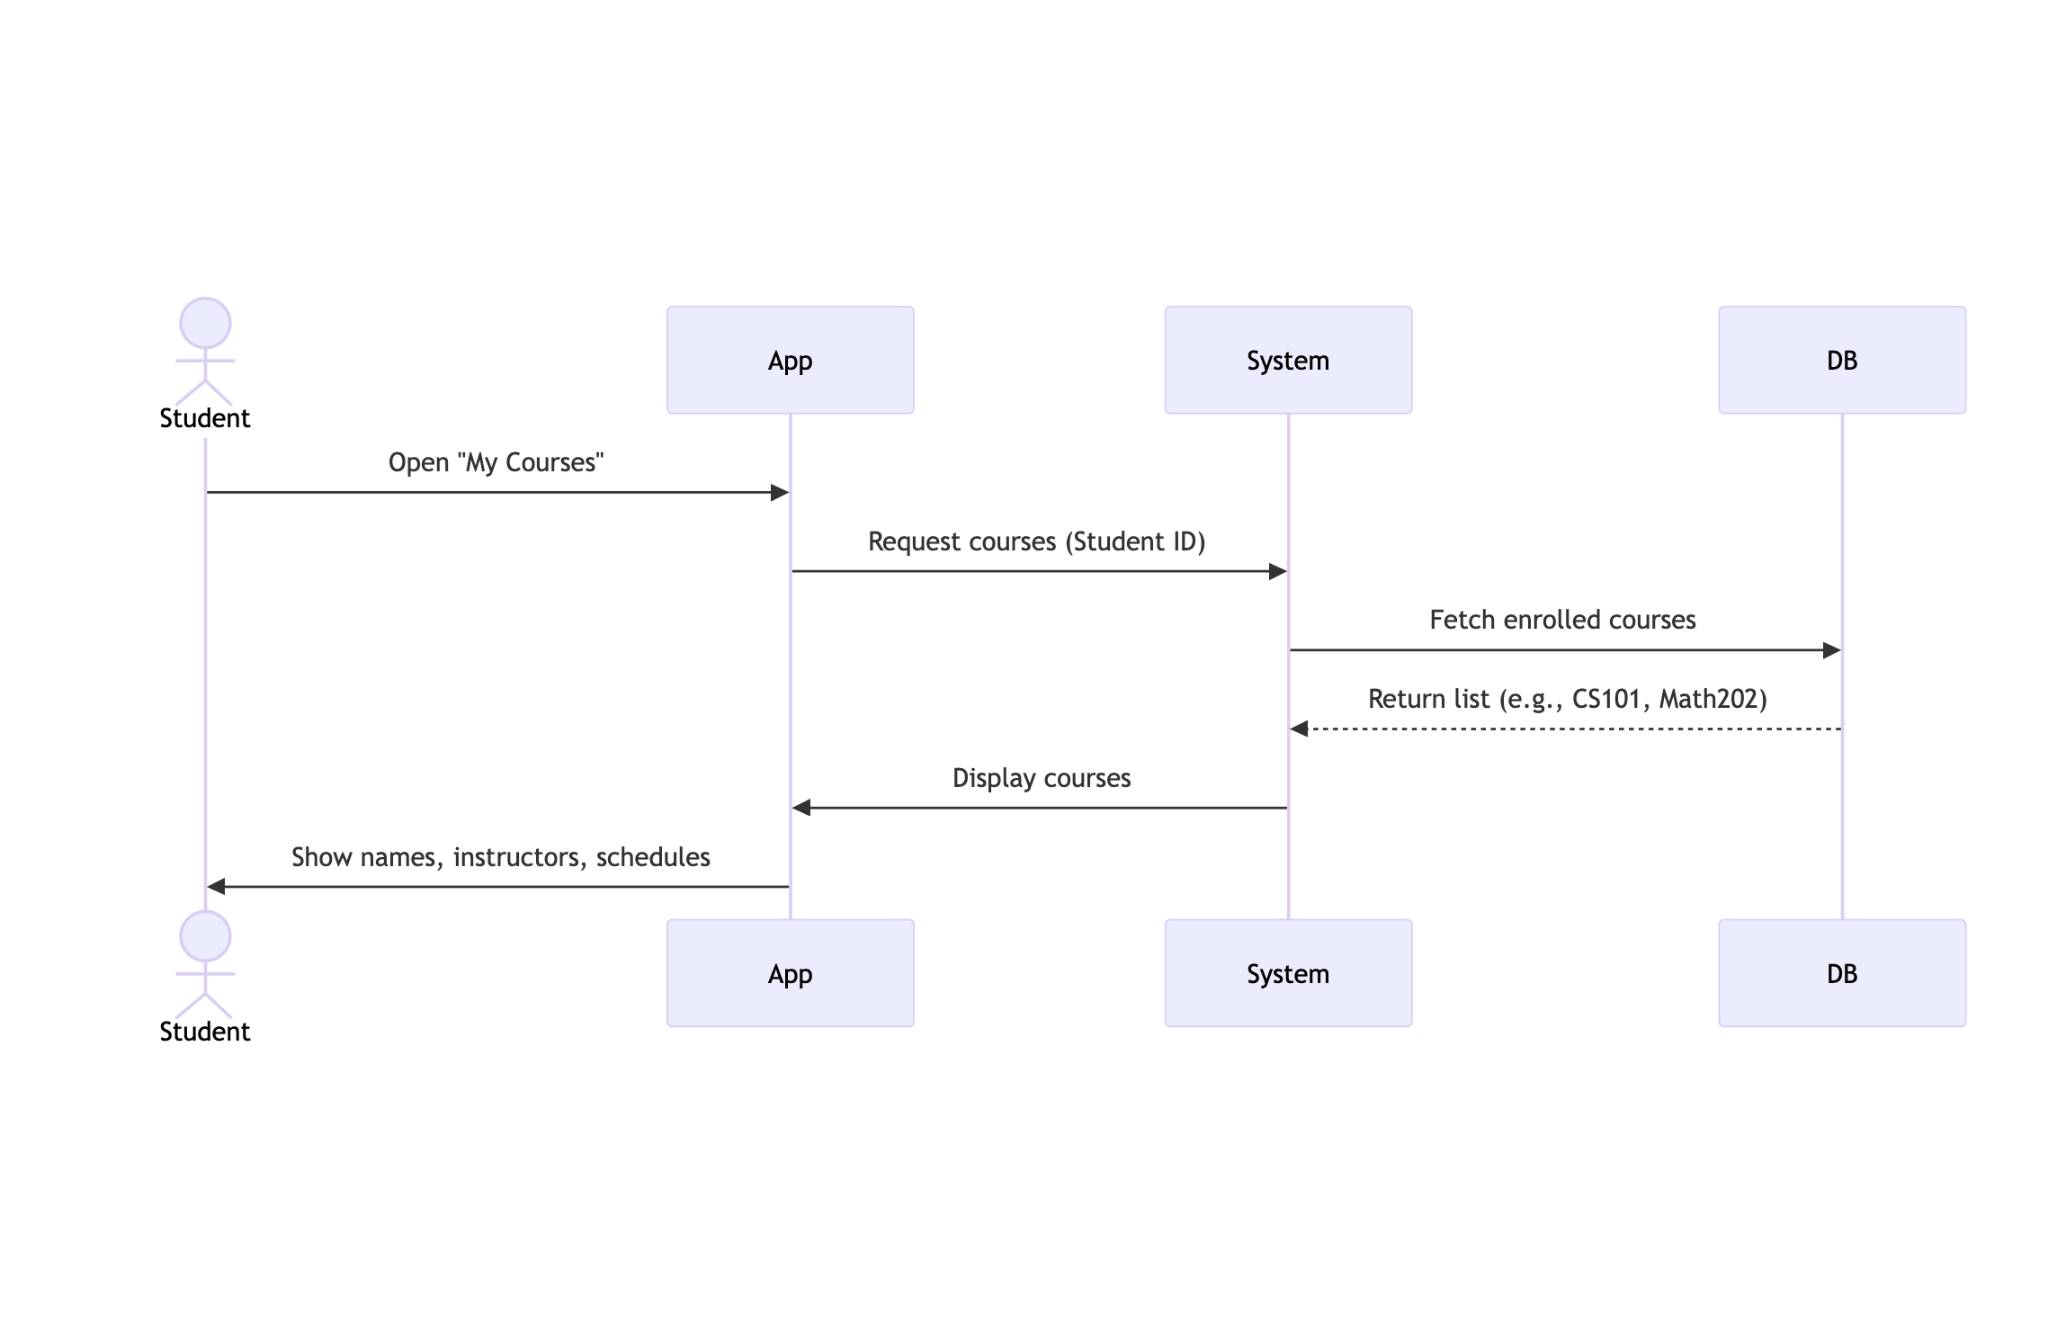 Student
App
System
DB
Open "My Courses"
Request courses (Student ID)
Fetch enrolled courses
Return list (e.g., CS101, Math202)
Display courses
Show names, instructors, schedules
Student
App
System
DB